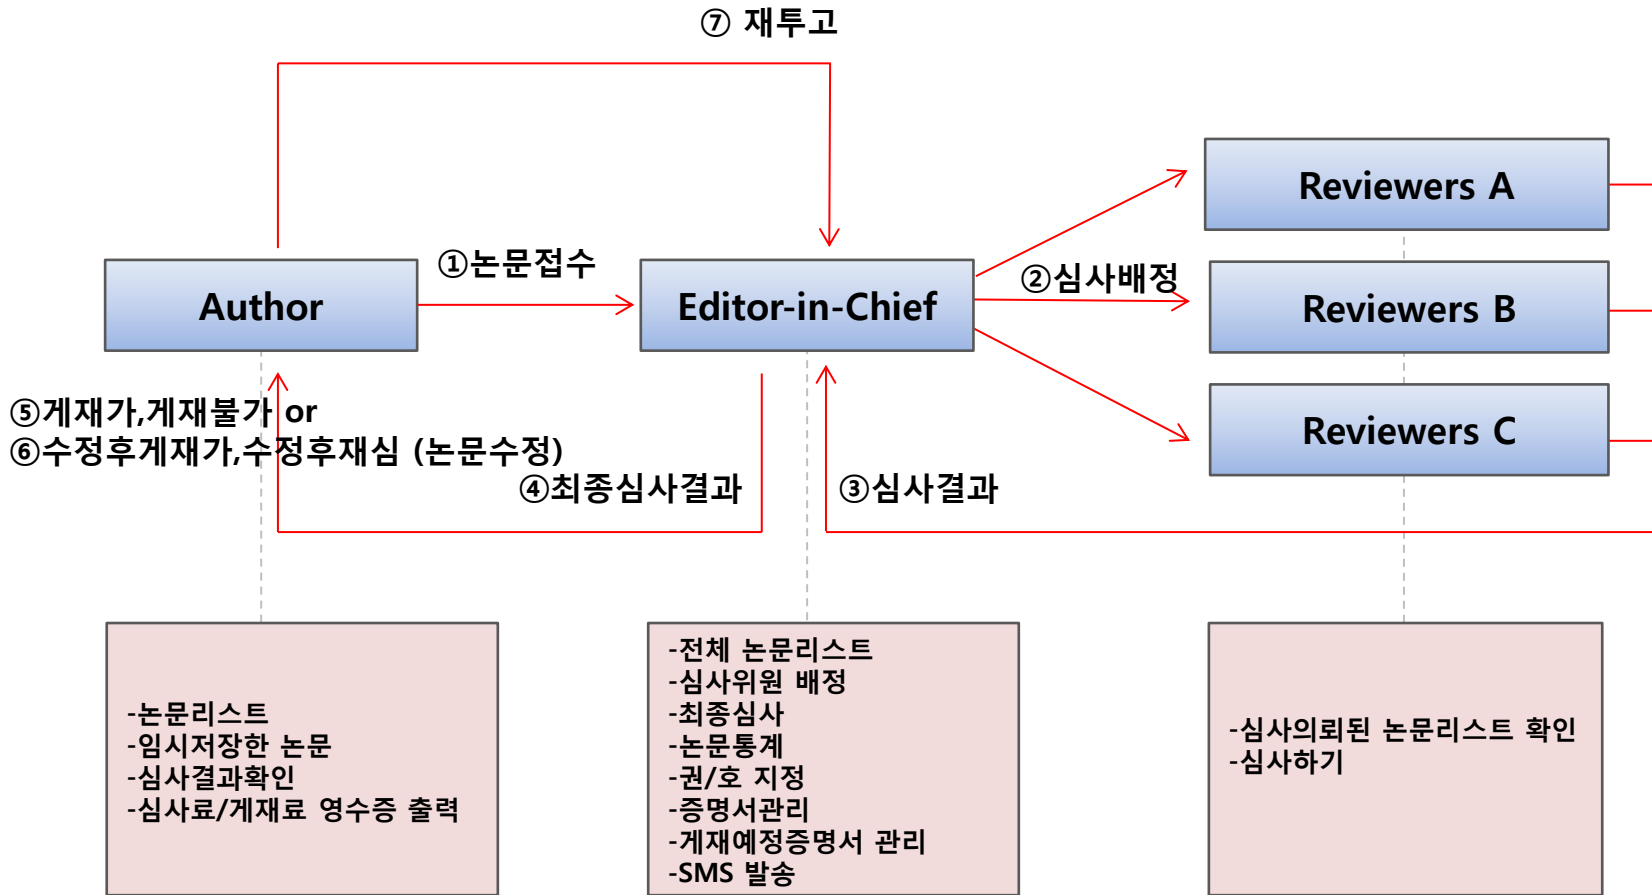 ⑦ 재투고
Reviewers A
①논문접수
②심사배정
Author
Editor-in-Chief
Reviewers B
⑤게재가,게재불가 or
⑥수정후게재가,수정후재심 (논문수정)
Reviewers C
④최종심사결과
③심사결과
-논문리스트
-임시저장한 논문
-심사결과확인
-심사료/게재료 영수증 출력
-전체 논문리스트
-심사위원 배정
-최종심사
-논문통계
-권/호 지정
-증명서관리
-게재예정증명서 관리
-SMS 발송
-심사의뢰된 논문리스트 확인
-심사하기